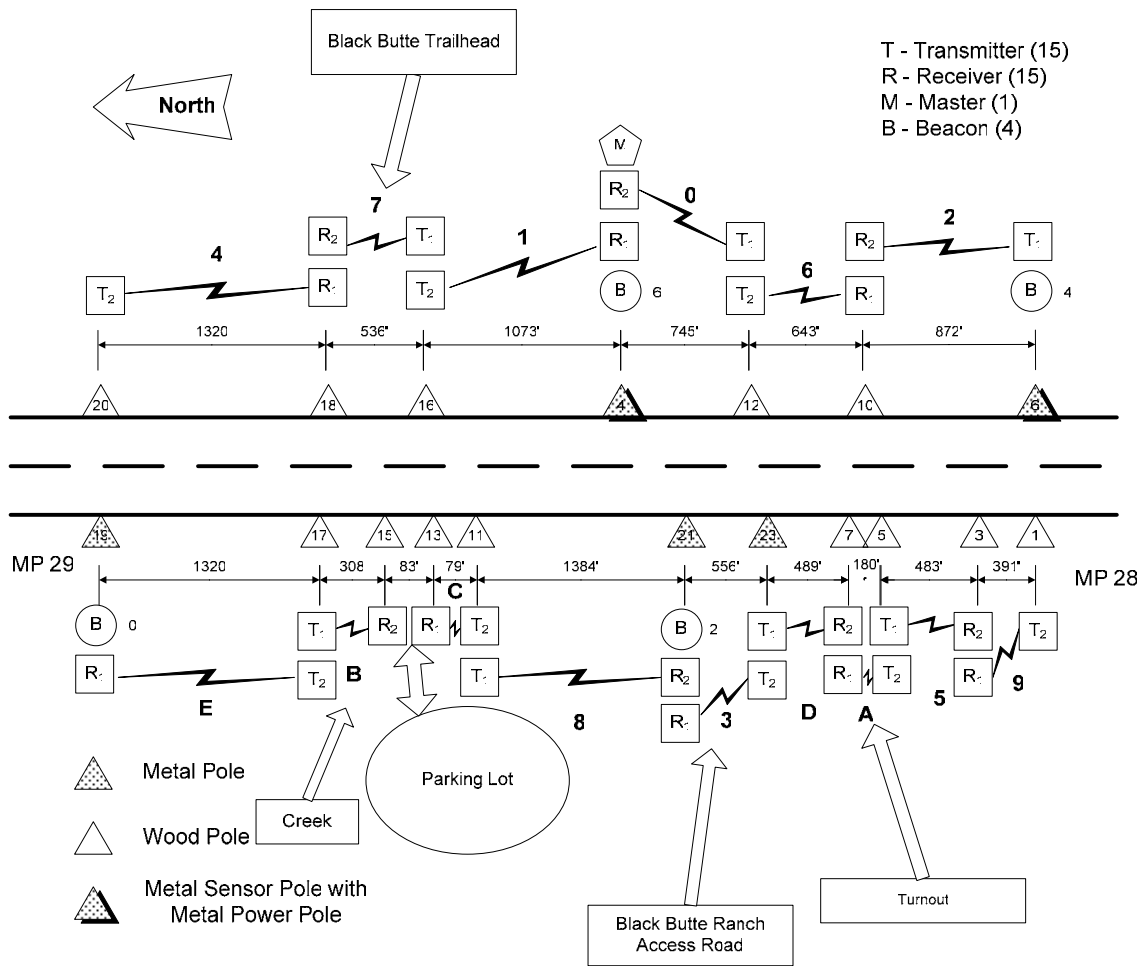 Black Butte Trailhead
T - Transmitter (15)
R - Receiver (15)
M - Master (1)
B - Beacon (4)
North
M
R₂
0
7
R₂
T₁
1
R₁
T₁
R₂
2
T₁
4
6
T₂
R₁
T₂
B
6
T₂
R₁
B
4
1320
536'
1073'
745'
643'
872'
20
18
16
4
12
10
6
19
17
15
13
11
21
23
7
5
3
1
MP 29
MP 28
1320
308
83'
79'
1384'
556'
489'
180'
483'
391'
C
B
0
T₁
R₂
R₁
T₂
B
2
T₁
R₂
T₁
R₂
T₂
R₁
T₂
B
T₁
R₂
T₂
R₁
T₂
R₁
E
8
R₁
3
D
A
5
9
Metal Pole
Parking Lot
Wood Pole
Creek
Metal Sensor Pole with
Metal Power Pole
Black Butte Ranch
Access Road
Turnout